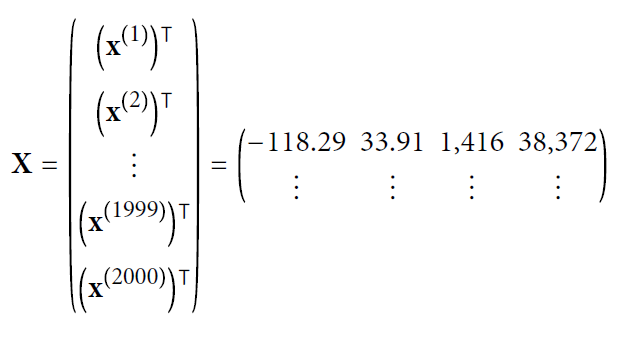 (x^(1))^⊤
(x^(2))^⊤
X = ⋮ = (−118.29 33.91 1,416 38,372)
⋮ ⋮ ⋮ ⋮
(x^(1999))^⊤
(x^(2000))^⊤